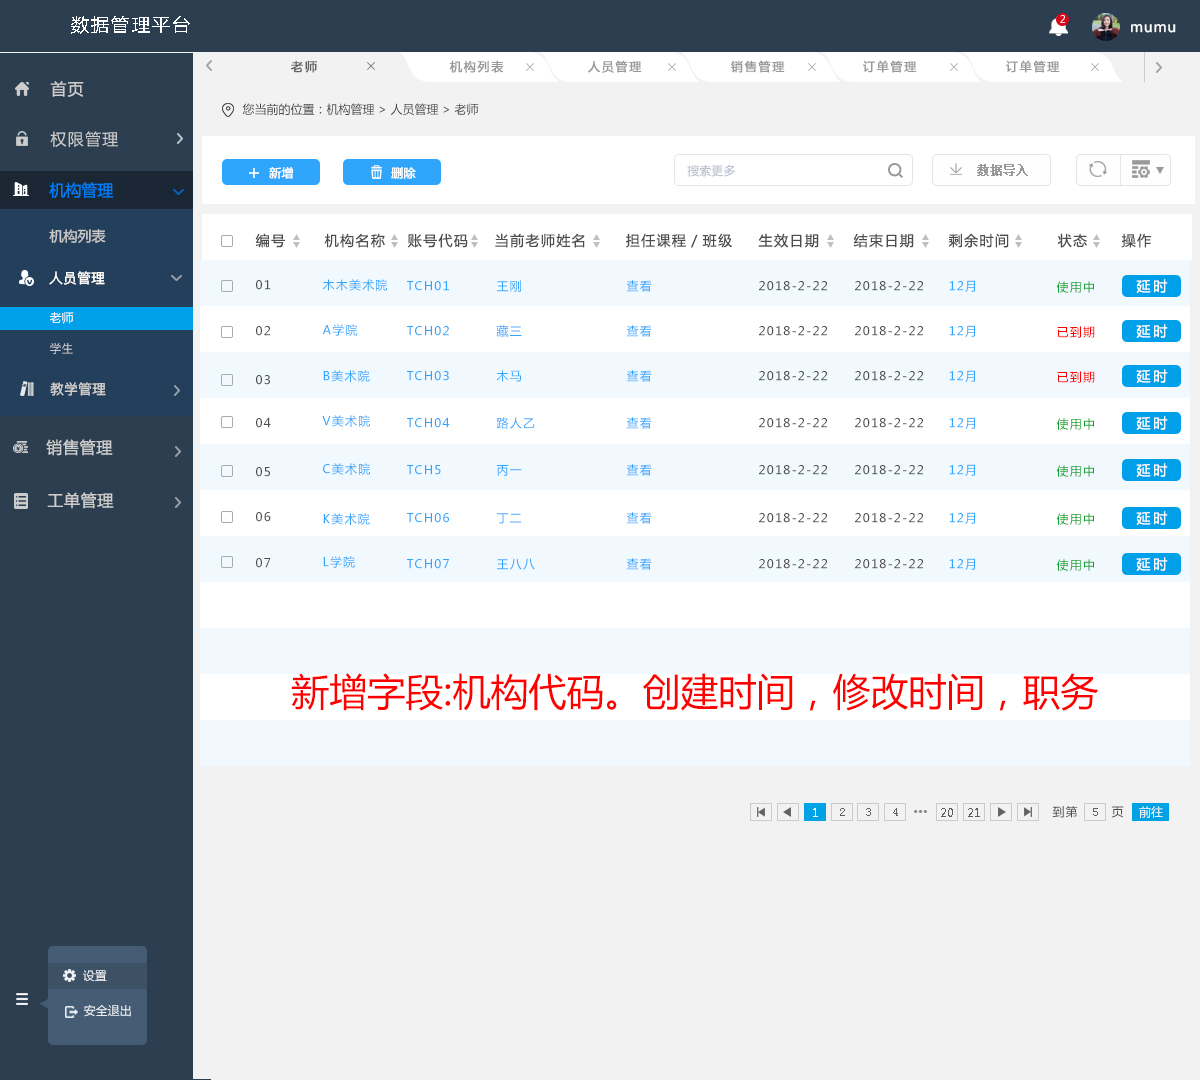 数据管理平台
2
mumu
首页
权限管理
机构管理
机构列表
人员管理
老师
学生
教学管理
销售管理
工单管理
设置
安全退出
老师 机构列表 人员管理 销售管理 订单管理 订单管理
您当前的位置：机构管理 > 人员管理 > 老师
+ 新增 删除 搜索更多 数据导入
编号 机构名称 账号代码 当前老师姓名 担任课程 / 班级 生效日期 结束日期 剩余时间 状态 操作
01 木木美术院 TCH01 王刚 查看 2018-2-22 2018-2-22 12月 使用中 延时
02 A学院 TCH02 藏三 查看 2018-2-22 2018-2-22 12月 已到期 延时
03 B美术院 TCH03 木马 查看 2018-2-22 2018-2-22 12月 已到期 延时
04 V美术院 TCH04 路人乙 查看 2018-2-22 2018-2-22 12月 使用中 延时
05 C美术院 TCH5 丙一 查看 2018-2-22 2018-2-22 12月 使用中 延时
06 K美术院 TCH06 丁二 查看 2018-2-22 2018-2-22 12月 使用中 延时
07 L学院 TCH07 王八八 查看 2018-2-22 2018-2-22 12月 使用中 延时
新增字段:机构代码。创建时间，修改时间，职务
1 2 3 4 ··· 20 21 到第 5 页 前往